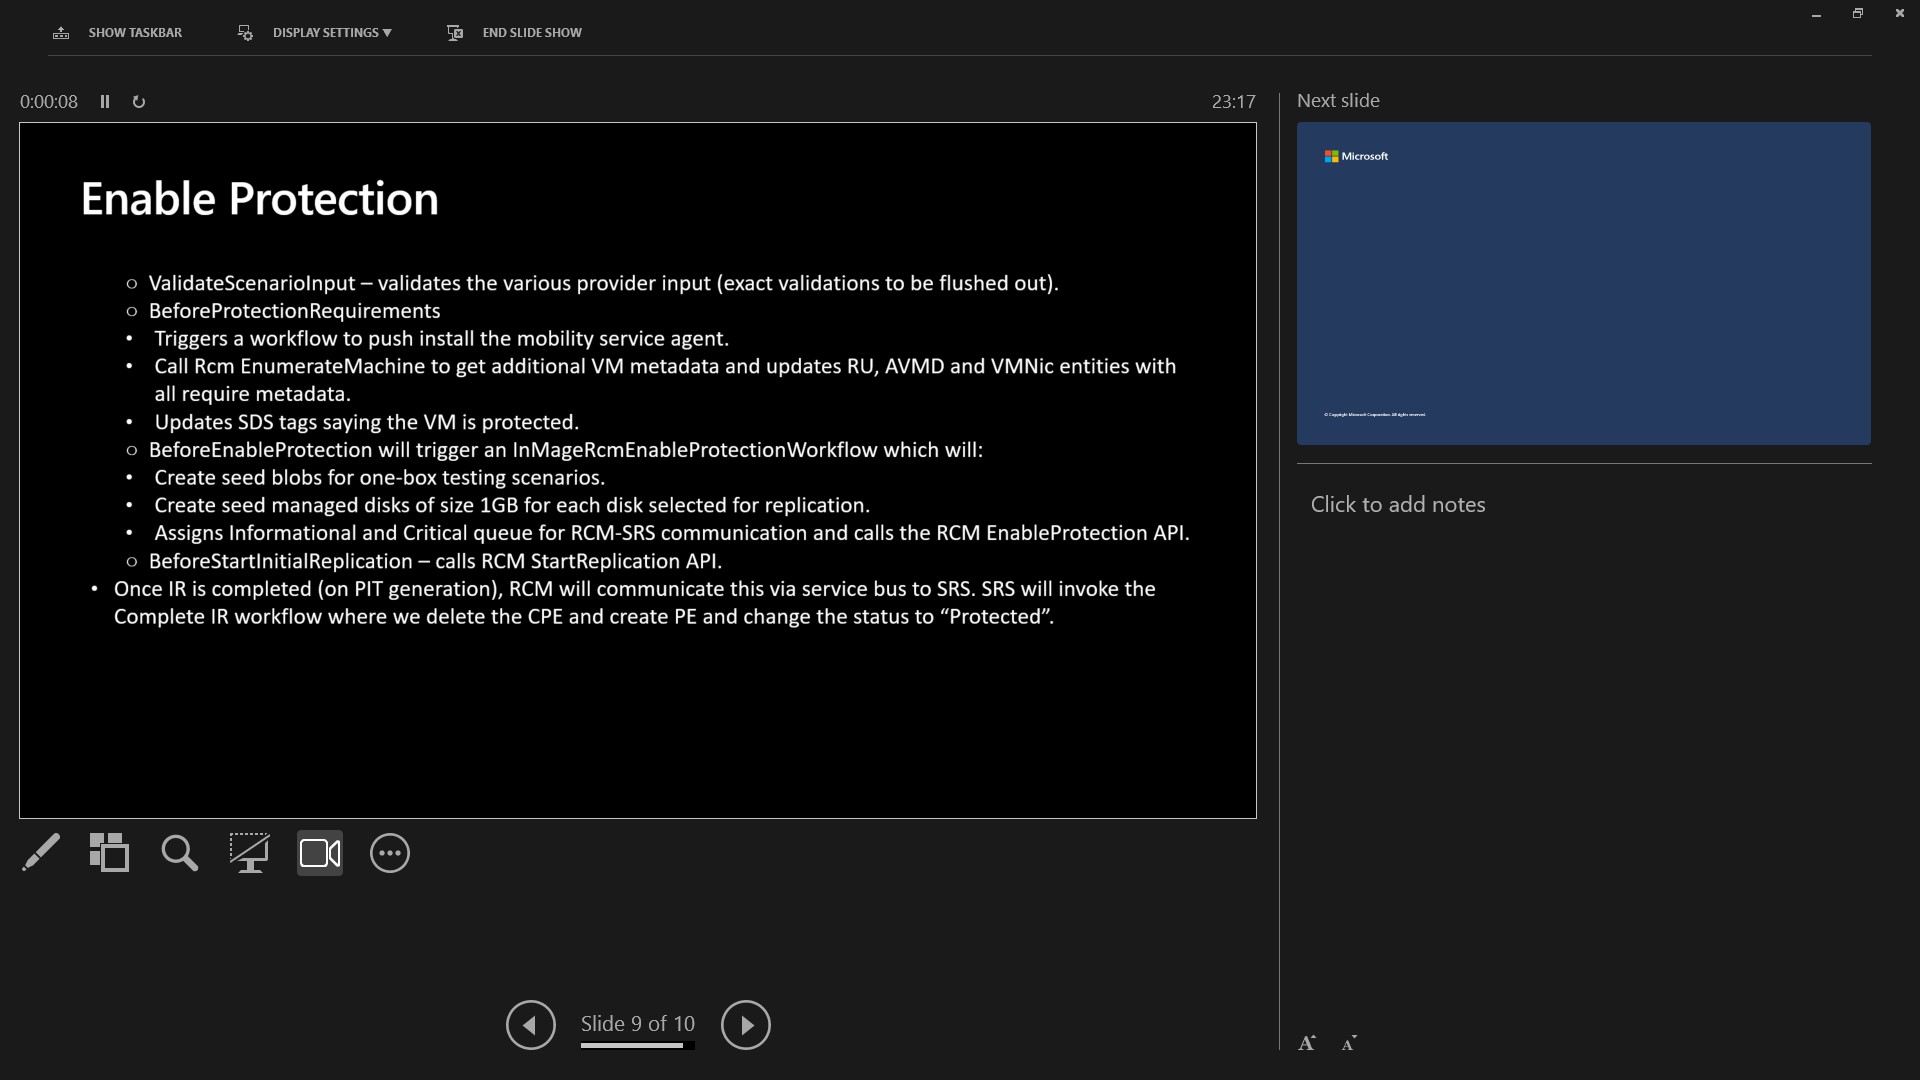 SHOW TASKBAR
DISPLAY SETTINGS ▼
END SLIDE SHOW
0:00:08
23:17
Enable Protection
○ ValidateScenarioInput – validates the various provider input (exact validations to be flushed out).
○ BeforeProtectionRequirements
• Triggers a workflow to push install the mobility service agent.
• Call Rcm EnumerateMachine to get additional VM metadata and updates RU, AVMD and VMNic entities with
all require metadata.
• Updates SDS tags saying the VM is protected.
○ BeforeEnableProtection will trigger an InMageRcmEnableProtectionWorkflow which will:
• Create seed blobs for one-box testing scenarios.
• Create seed managed disks of size 1GB for each disk selected for replication.
• Assigns Informational and Critical queue for RCM-SRS communication and calls the RCM EnableProtection API.
○ BeforeStartInitialReplication – calls RCM StartReplication API.
• Once IR is completed (on PIT generation), RCM will communicate this via service bus to SRS. SRS will invoke the
Complete IR workflow where we delete the CPE and create PE and change the status to “Protected”.
Slide 9 of 10
Next slide
Microsoft
© Copyright Microsoft Corporation. All rights reserved.
Click to add notes
A A